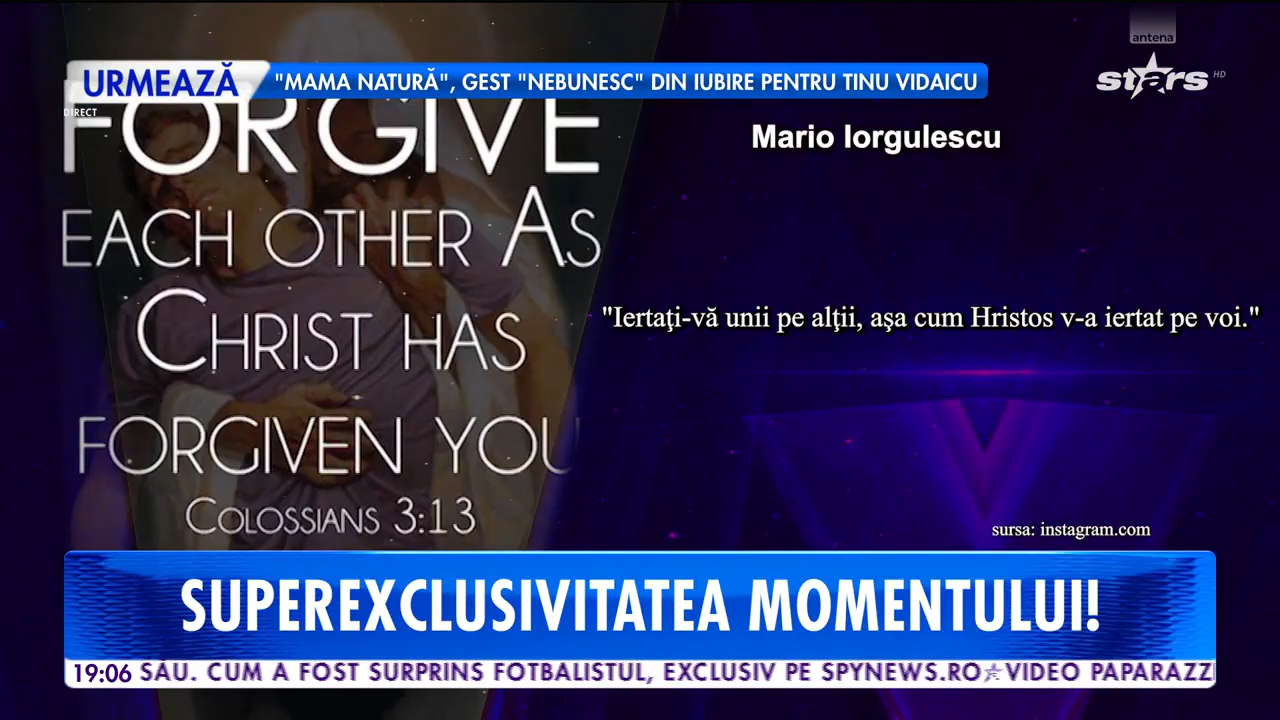 antena
stars HD
URMEAZĂ
"MAMA NATURĂ", GEST "NEBUNESC" DIN IUBIRE PENTRU TINU VIDAICU
DIRECT
FORGIVE
EACH OTHER AS
CHRIST HAS
FORGIVEN YOU
COLOSSIANS 3:13
Mario Iorgulescu
"Iertaţi-vă unii pe alţii, aşa cum Hristos v-a iertat pe voi."
sursa: instagram.com
SUPEREXCLUSIVITATEA MOMENTULUI!
19:06 SĂU. CUM A FOST SURPRINS FOTBALISTUL, EXCLUSIV PE SPYNEWS.RO VIDEO PAPARAZZI